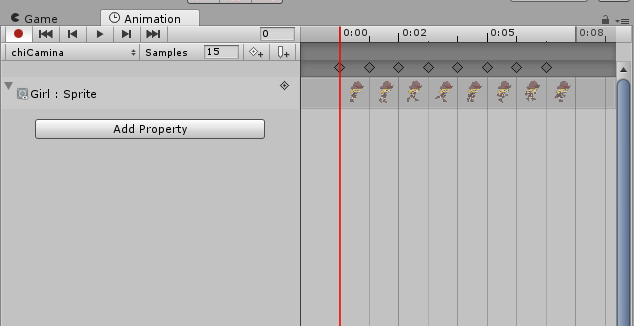 Game
Animation
0
0:00
0:02
0:05
0:08
chiCamina
Samples
15
Girl : Sprite
Add Property